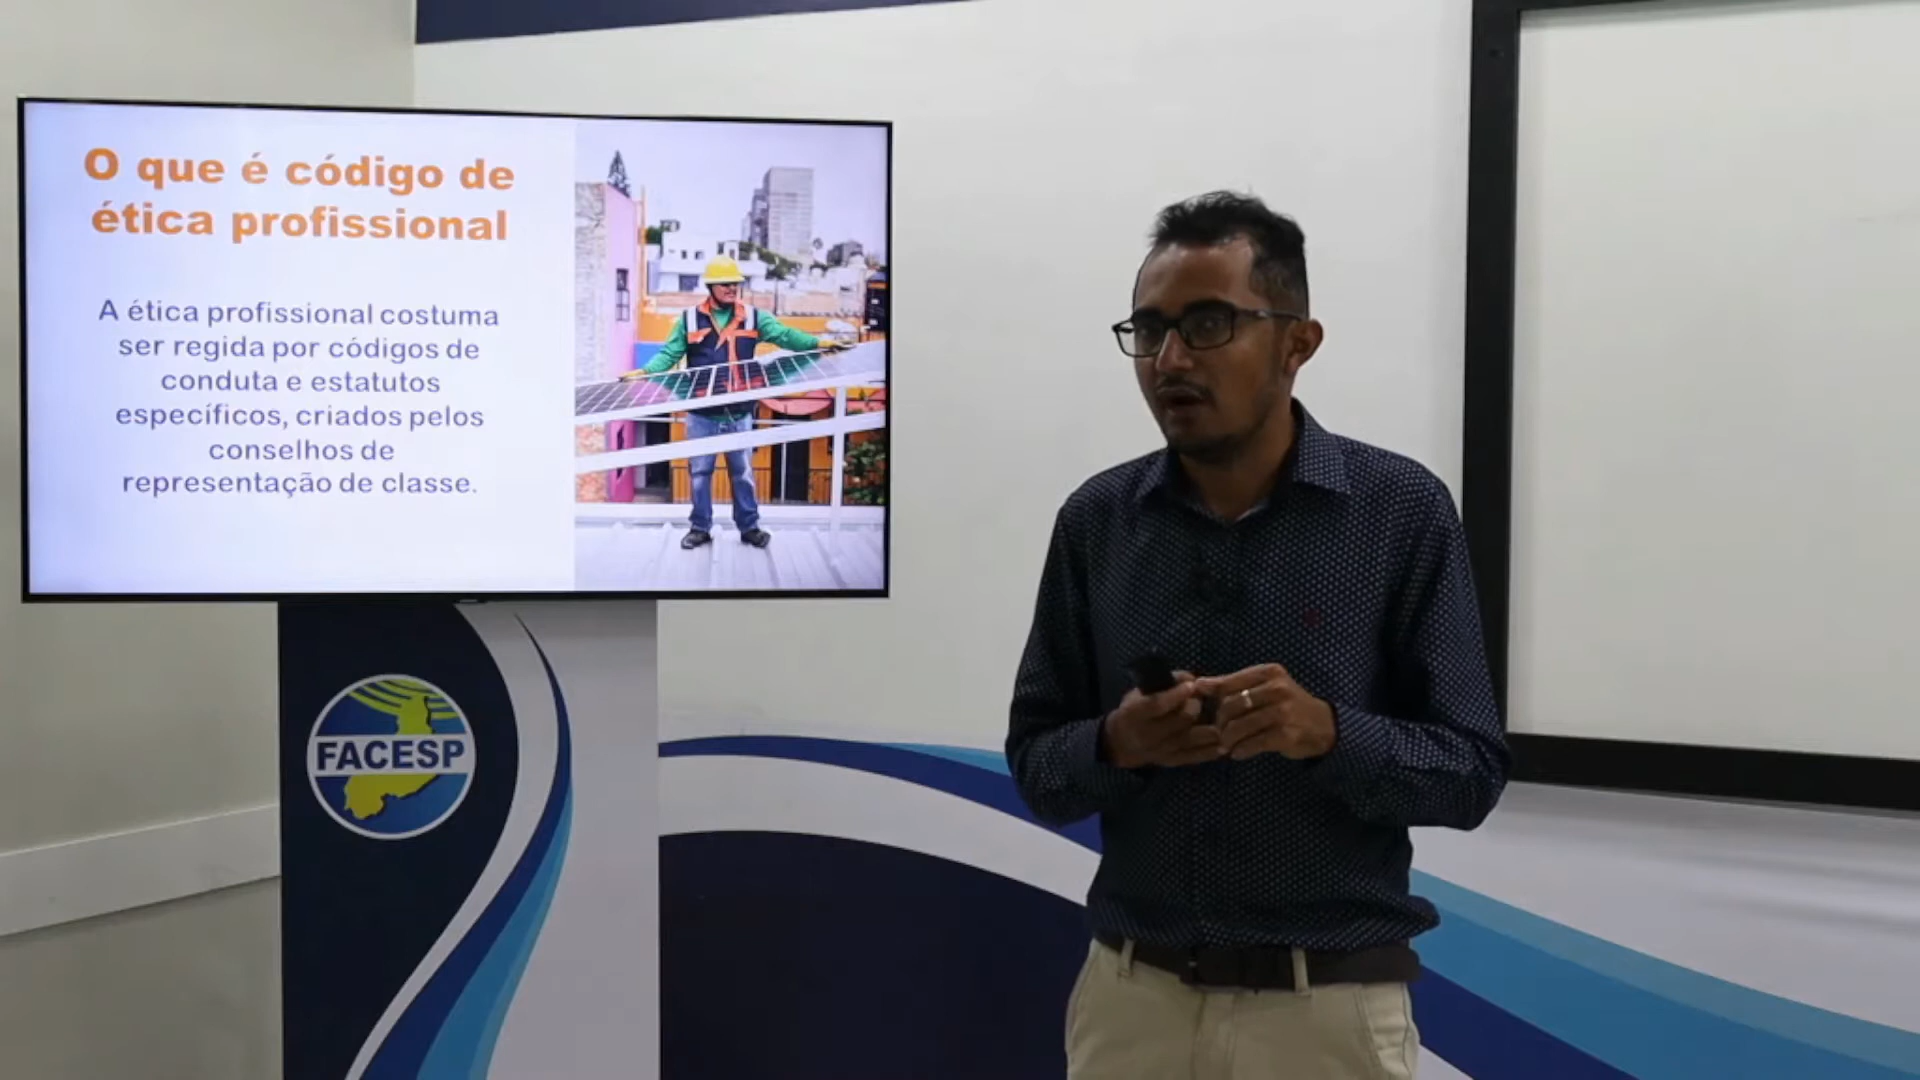 O que é código de
ética profissional
A ética profissional costuma
ser regida por códigos de
conduta e estatutos
específicos, criados pelos
conselhos de
representação de classe.
FACESP